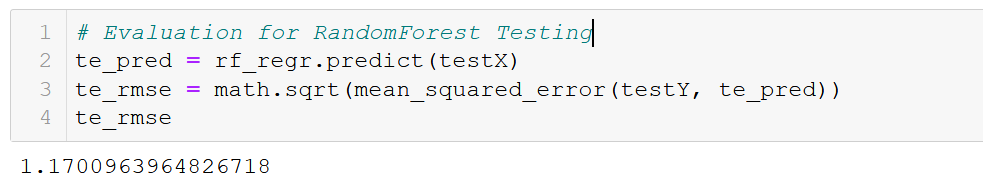 1 # Evaluation for RandomForest Testing
2 te_pred = rf_regr.predict(testX)
3 te_rmse = math.sqrt(mean_squared_error(testY, te_pred))
4 te_rmse
1.1700963964826718